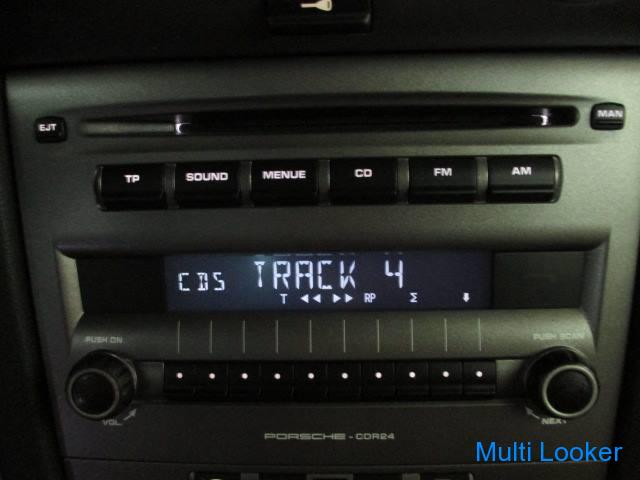 EJT
MAN
TP SOUND MENUE CD FM AM
CD5 TRACK 4
T ◀◀ ▶▶ RP Σ
PUSH ON
PUSH SCAN
VOL.
NEXT
PORSCHE-CDR24
Multi Looker